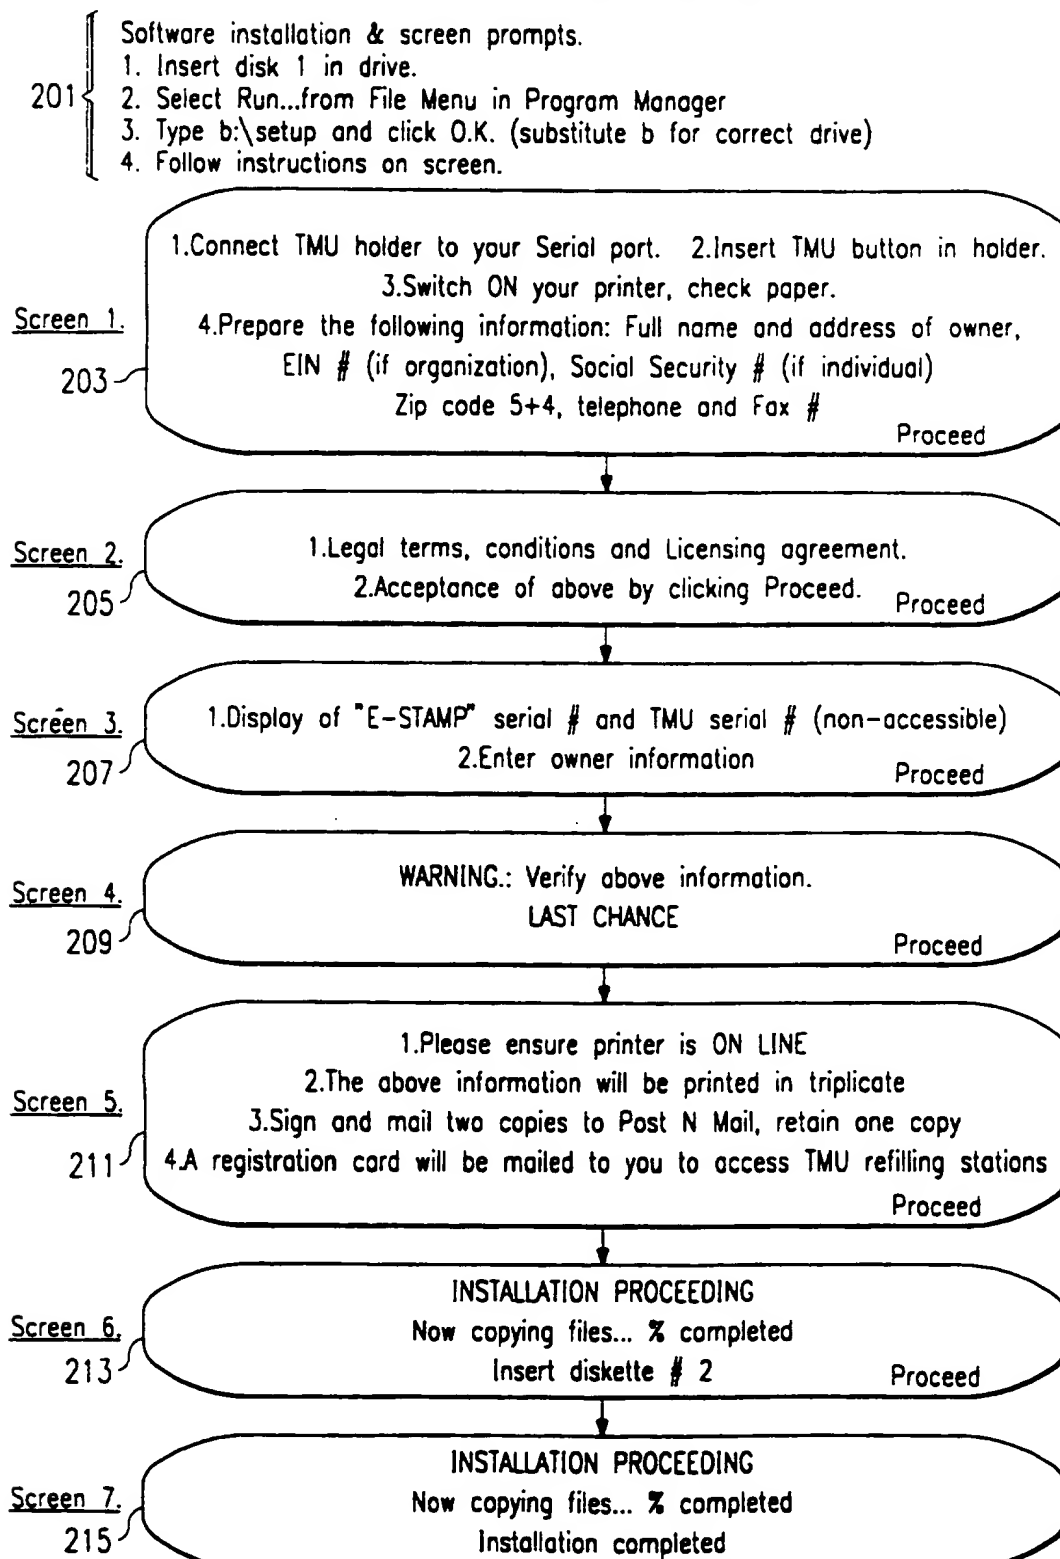 Software installation & screen prompts.
1. Insert disk 1 in drive.
201
2. Select Run...from File Menu in Program Manager
3. Type b:\setup and click O.K. (substitute b for correct drive)
4. Follow instructions on screen.
1.Connect TMU holder to your Serial port. 2.Insert TMU button in holder.
3.Switch ON your printer, check paper.
Screen 1.
4.Prepare the following information: Full name and address of owner,
EIN # (if organization), Social Security # (if individual)
203
Zip code 5+4, telephone and Fax #
Proceed
Screen 2.
1.Legal terms, conditions and Licensing agreement.
2.Acceptance of above by clicking Proceed.
205
Proceed
Screen 3.
1.Display of "E-STAMP" serial # and TMU serial # (non-accessible)
2.Enter owner information
207
Proceed
WARNING.: Verify above information.
Screen 4.
LAST CHANCE
209
Proceed
1.Please ensure printer is ON LINE
2.The above information will be printed in triplicate
Screen 5.
3.Sign and mail two copies to Post N Mail, retain one copy
211
4.A registration card will be mailed to you to access TMU refilling stations
Proceed
INSTALLATION PROCEEDING
Screen 6.
Now copying files... % completed
213
Insert diskette # 2
Proceed
INSTALLATION PROCEEDING
Screen 7.
Now copying files... % completed
215
Installation completed